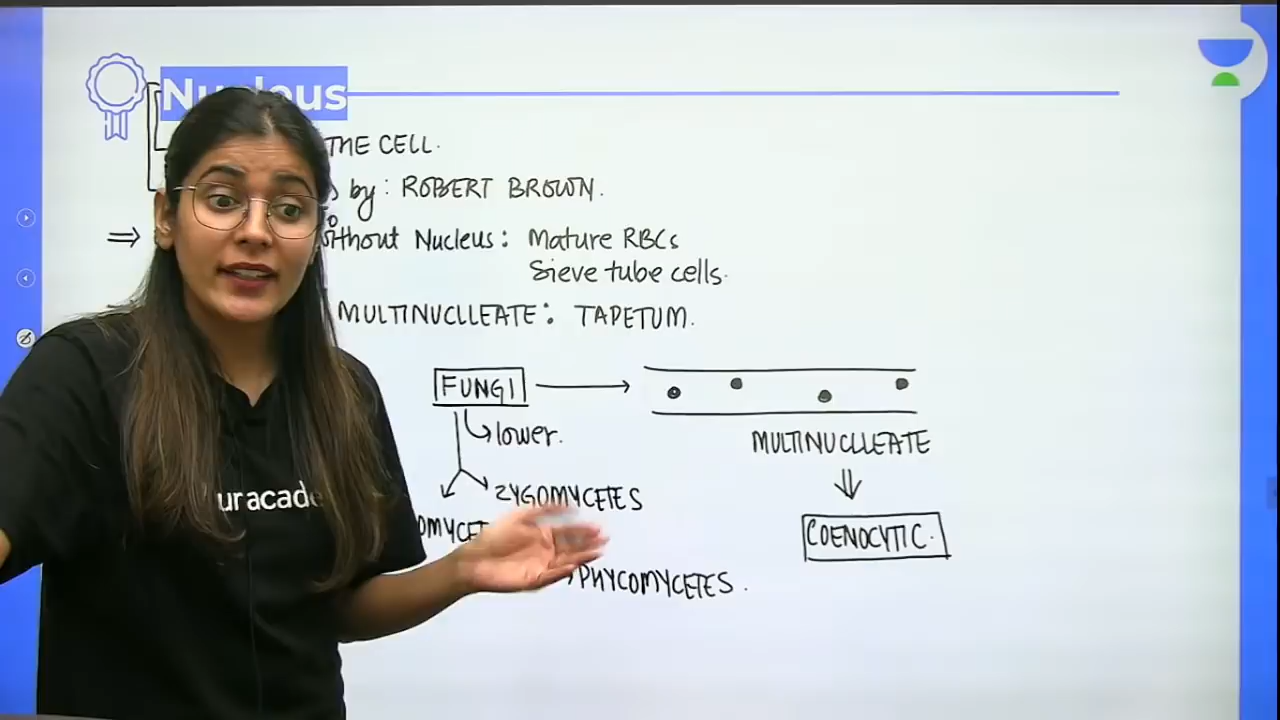 Nucleus
THE CELL.
by: ROBERT BROWN.
ithout Nucleus: Mature RBCs
Sieve tube cells.
MULTINUCLLEATE: TAPETUM.
FUNGI
lower.
MULTINUCLLEATE
ZYGOMYCETES
COENOCYTIC.
PHYCOMYCETES.